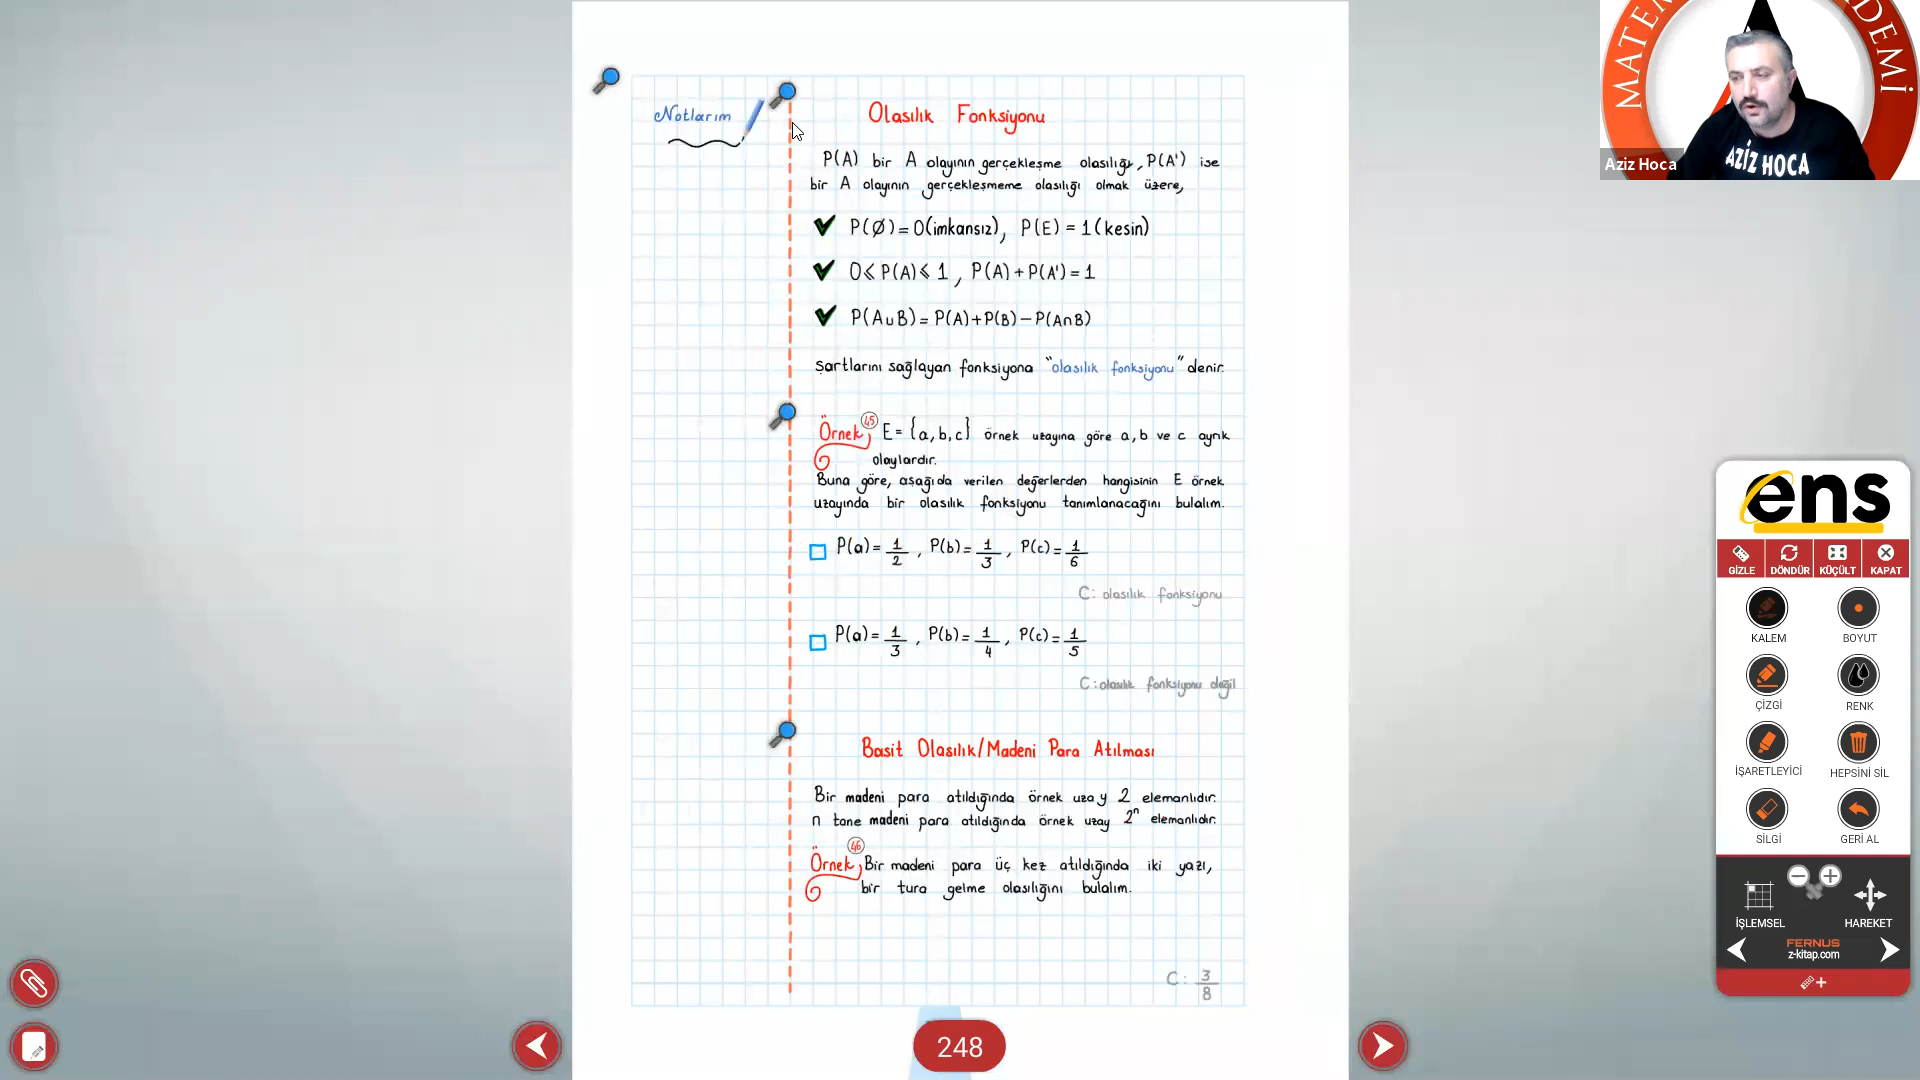 Notlarım
Olasılık Fonksiyonu
P(A) bir A olayının gerçekleşme olasılığı, P(A') ise
bir A olayının gerçekleşmeme olasılığı olmak üzere,
✔ P(∅) = 0(imkansız), P(E) = 1(kesin)
✔ 0 ⩽ P(A) ⩽ 1 , P(A) + P(A') = 1
✔ P(A∪B) = P(A) + P(B) − P(A∩B)
şartlarını sağlayan fonksiyona "olasılık fonksiyonu" denir.
Örnek 45 E = {a, b, c} örnek uzayına göre a, b ve c ayrık
olaylardır.
Buna göre, aşağıda verilen değerlerden hangisinin E örnek
uzayında bir olasılık fonksiyonu tanımlanacağını bulalım.
P(a) = 1/2 , P(b) = 1/3 , P(c) = 1/6
C: olasılık fonksiyonu
P(a) = 1/3 , P(b) = 1/4 , P(c) = 1/5
C: olasılık fonksiyonu değil
Basit Olasılık/Madeni Para Atılması
Bir madeni para atıldığında örnek uzay 2 elemanlıdır.
n tane madeni para atıldığında örnek uzay 2ⁿ elemanlıdır.
Örnek 46 Bir madeni para üç kez atıldığında iki yazı,
bir tura gelme olasılığını bulalım.
C: 3/8
248
AZİZ HOCA
Aziz Hoca
ens
GİZLE DÖNDÜR KÜÇÜLT KAPAT
KALEM BOYUT
ÇİZGİ RENK
İŞARETLEYİCİ HEPSİNİ SİL
SİLGİ GERİ AL
İŞLEMSEL HAREKET
FERNUS
z-kitap.com